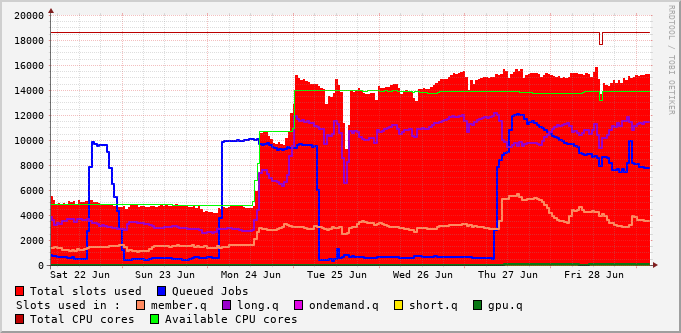 20000
18000
16000
14000
12000
10000
8000
6000
4000
2000
0
Sat 22 Jun Sun 23 Jun Mon 24 Jun Tue 25 Jun Wed 26 Jun Thu 27 Jun Fri 28 Jun
RRDTOOL / TOBI OETIKER
Total slots used Queued Jobs
Slots used in : member.q long.q ondemand.q short.q gpu.q
Total CPU cores Available CPU cores